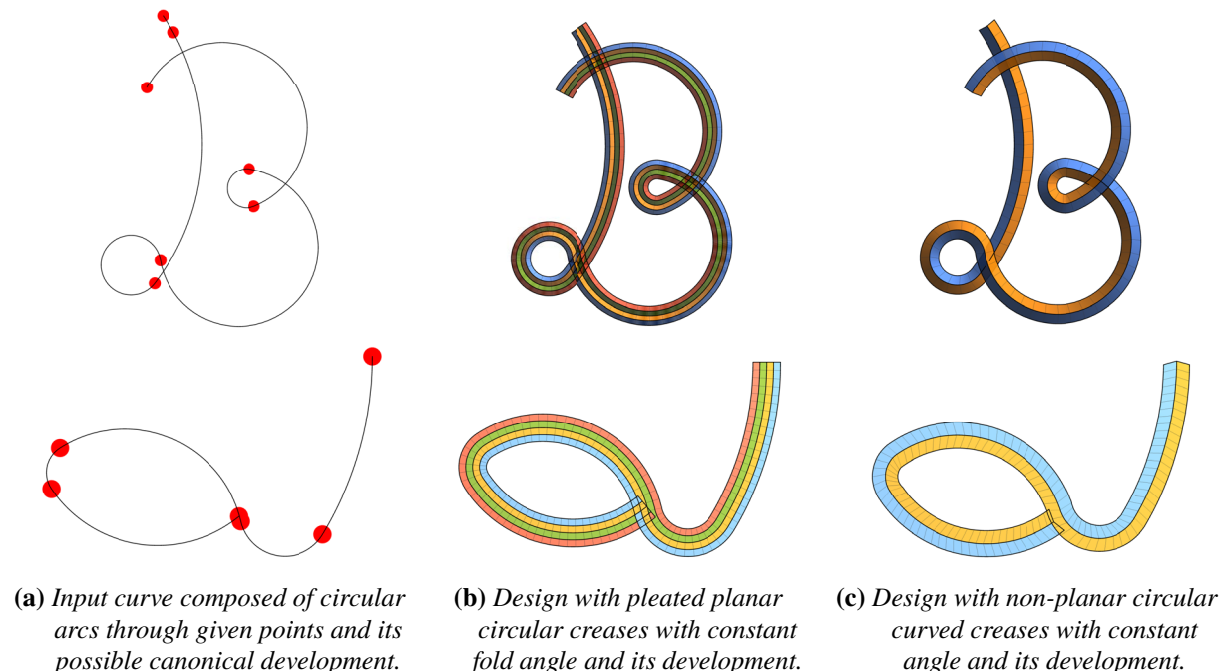 (a) Input curve composed of circular
arcs through given points and its
possible canonical development.
(b) Design with pleated planar
circular creases with constant
fold angle and its development.
(c) Design with non-planar circular
curved creases with constant
angle and its development.